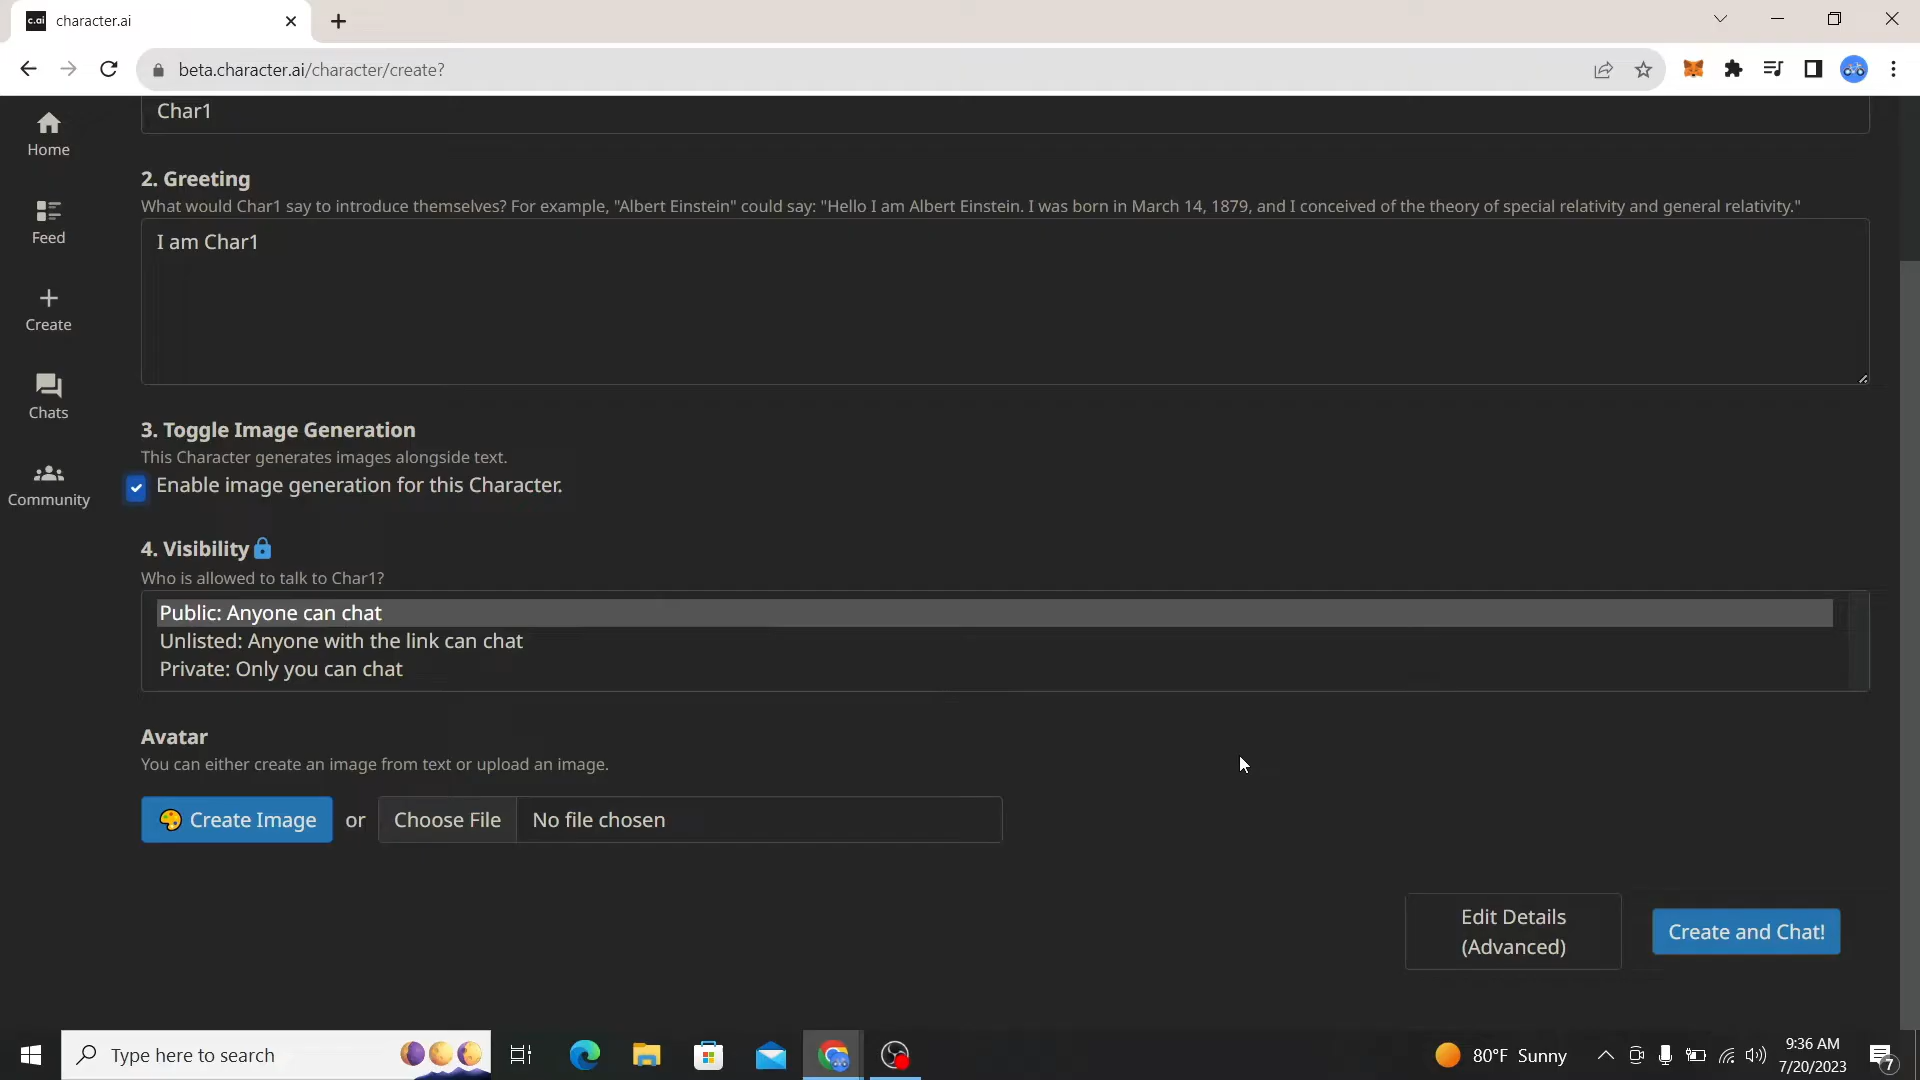 c.ai character.ai
beta.character.ai/character/create?
Char1
Home
2. Greeting
What would Char1 say to introduce themselves? For example, "Albert Einstein" could say: "Hello I am Albert Einstein. I was born in March 14, 1879, and I conceived of the theory of special relativity and general relativity."
Feed
I am Char1
Create
Chats
3. Toggle Image Generation
This Character generates images alongside text.
Enable image generation for this Character.
Community
4. Visibility
Who is allowed to talk to Char1?
Public: Anyone can chat
Unlisted: Anyone with the link can chat
Private: Only you can chat
Avatar
You can either create an image from text or upload an image.
Create Image or Choose File No file chosen
Edit Details
(Advanced)
Create and Chat!
Type here to search
80°F Sunny
9:36 AM
7/20/2023
7